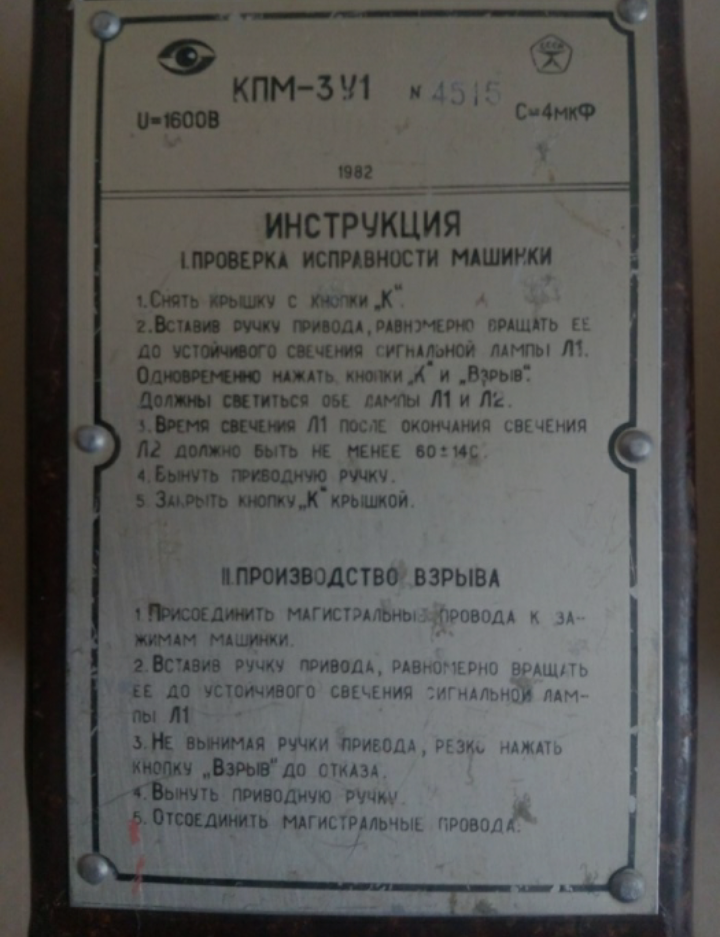 СССР
КПМ-3У1 N 4515
U=1600В
С=4мкФ
1982
ИНСТРУКЦИЯ
I.ПРОВЕРКА ИСПРАВНОСТИ МАШИНКИ
1.СНЯТЬ КРЫШКУ С КНОПКИ „К".
2.ВСТАВИВ РУЧКУ ПРИВОДА, РАВНОМЕРНО ВРАЩАТЬ ЕЕ
ДО УСТОЙЧИВОГО СВЕЧЕНИЯ СИГНАЛЬНОЙ ЛАМПЫ Л1.
ОДНОВРЕМЕННО НАЖАТЬ КНОПКИ „К" И „ВЗРЫВ".
ДОЛЖНЫ СВЕТИТЬСЯ ОБЕ ЛАМПЫ Л1 И Л2.
3.ВРЕМЯ СВЕЧЕНИЯ Л1 ПОСЛЕ ОКОНЧАНИЯ СВЕЧЕНИЯ
Л2 ДОЛЖНО БЫТЬ НЕ МЕНЕЕ 60±14С.
4.ВЫНУТЬ ПРИВОДНУЮ РУЧКУ.
5.ЗАКРЫТЬ КНОПКУ „К" КРЫШКОЙ.
II.ПРОИЗВОДСТВО ВЗРЫВА
1.ПРИСОЕДИНИТЬ МАГИСТРАЛЬНЫЕ ПРОВОДА К ЗА-
ЖИМАМ МАШИНКИ.
2.ВСТАВИВ РУЧКУ ПРИВОДА, РАВНОМЕРНО ВРАЩАТЬ
ЕЕ ДО УСТОЙЧИВОГО СВЕЧЕНИЯ СИГНАЛЬНОЙ ЛАМ-
ПЫ Л1
3.НЕ ВЫНИМАЯ РУЧКИ ПРИВОДА, РЕЗКО НАЖАТЬ
КНОПКУ „ВЗРЫВ" ДО ОТКАЗА.
4.ВЫНУТЬ ПРИВОДНУЮ РУЧКУ.
5.ОТСОЕДИНИТЬ МАГИСТРАЛЬНЫЕ ПРОВОДА.